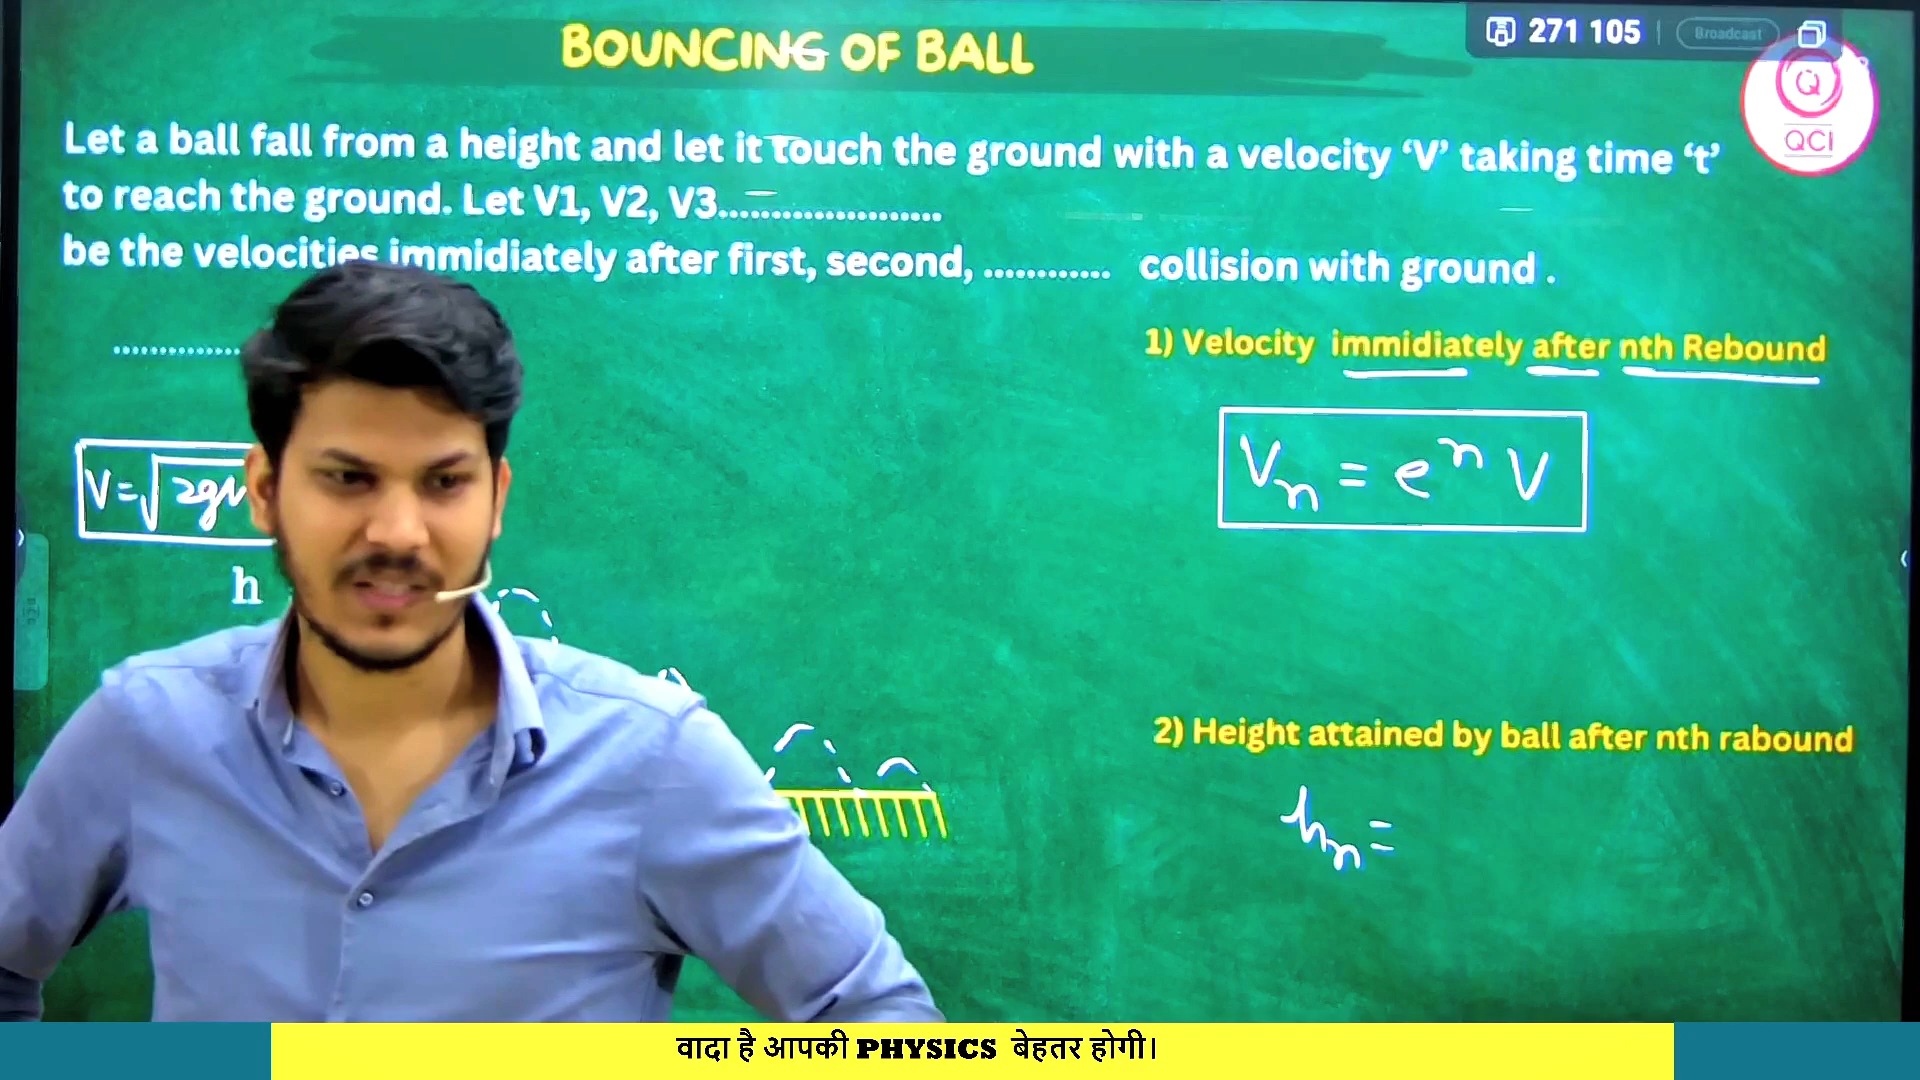 BOUNCING OF BALL
271 105
Broadcast
Q
QCI
Let a ball fall from a height and let it touch the ground with a velocity ‘V’ taking time ‘t’
to reach the ground. Let V1, V2, V3.....................
be the velocities immidiately after first, second, ............ collision with ground .
1) Velocity immidiately after nth Rebound
Vn = eⁿ V
V=√2g
h
2) Height attained by ball after nth rabound
hn =
वादा है आपकी PHYSICS बेहतर होगी।